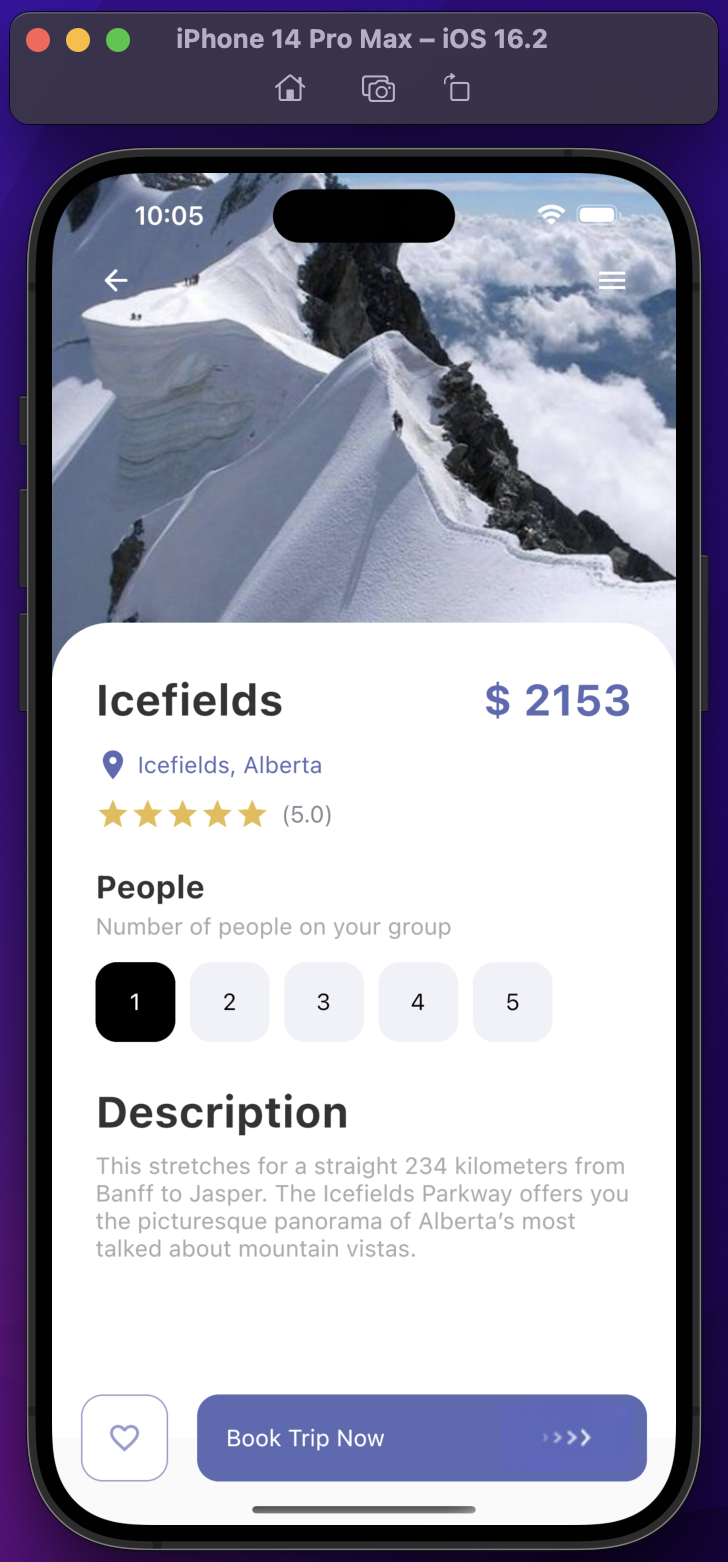 iPhone 14 Pro Max – iOS 16.2
10:05
Icefields
$ 2153
Icefields, Alberta
(5.0)
People
Number of people on your group
1 2 3 4 5
Description
This stretches for a straight 234 kilometers from
Banff to Jasper. The Icefields Parkway offers you
the picturesque panorama of Alberta’s most
talked about mountain vistas.
Book Trip Now